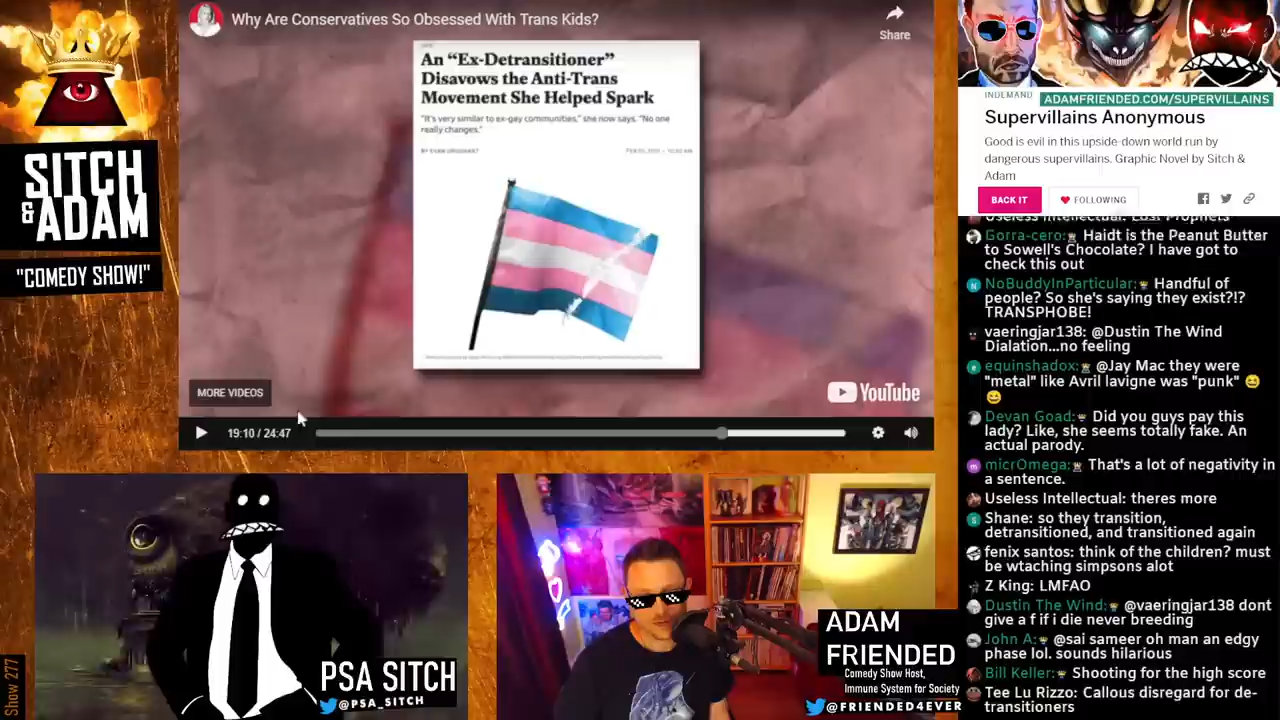 Why Are Conservatives So Obsessed With Trans Kids?
Share
An “Ex-Detransitioner”
Disavows the Anti-Trans
Movement She Helped Spark
"It's very similar to ex-gay communities," she now says. "No one
really changes."
MORE VIDEOS
YouTube
19:10 / 24:47
SITCH
& ADAM
"COMEDY SHOW!"
Show 277
PSA SITCH
@PSA_SITCH
ADAM
FRIENDED
Comedy Show Host,
Immune System for Society
@FRIENDED4EVER
INDEMAND
ADAMFRIENDED.COM/SUPERVILLAINS
Supervillains Anonymous
Good is evil in this upside-down world run by
dangerous supervillains. Graphic Novel by Sitch &
Adam
BACK IT
FOLLOWING
Useless Intellectual: Lost Prophets
Gorra-cero: Haidt is the Peanut Butter
to Sowell's Chocolate? I have got to
check this out
NoBuddyInParticular: Handful of
people? So she's saying they exist?!?
TRANSPHOBE!
vaeringjar138: @Dustin The Wind
Dialation...no feeling
equinshadox: @Jay Mac they were
"metal" like Avril lavigne was "punk" 😆
😆
Devan Goad: Did you guys pay this
lady? Like, she seems totally fake. An
actual parody.
micrOmega: That's a lot of negativity in
a sentence.
Useless Intellectual: theres more
Shane: so they transition,
detransitioned, and transitioned again
fenix santos: think of the children? must
be wtaching simpsons alot
Z King: LMFAO
Dustin The Wind: @vaeringjar138 dont
give a f if i die never breeding
John A: @sai sameer oh man an edgy
phase lol. sounds hilarious
Bill Keller: Shooting for the high score
Tee Lu Rizzo: Callous disregard for de-
transitioners